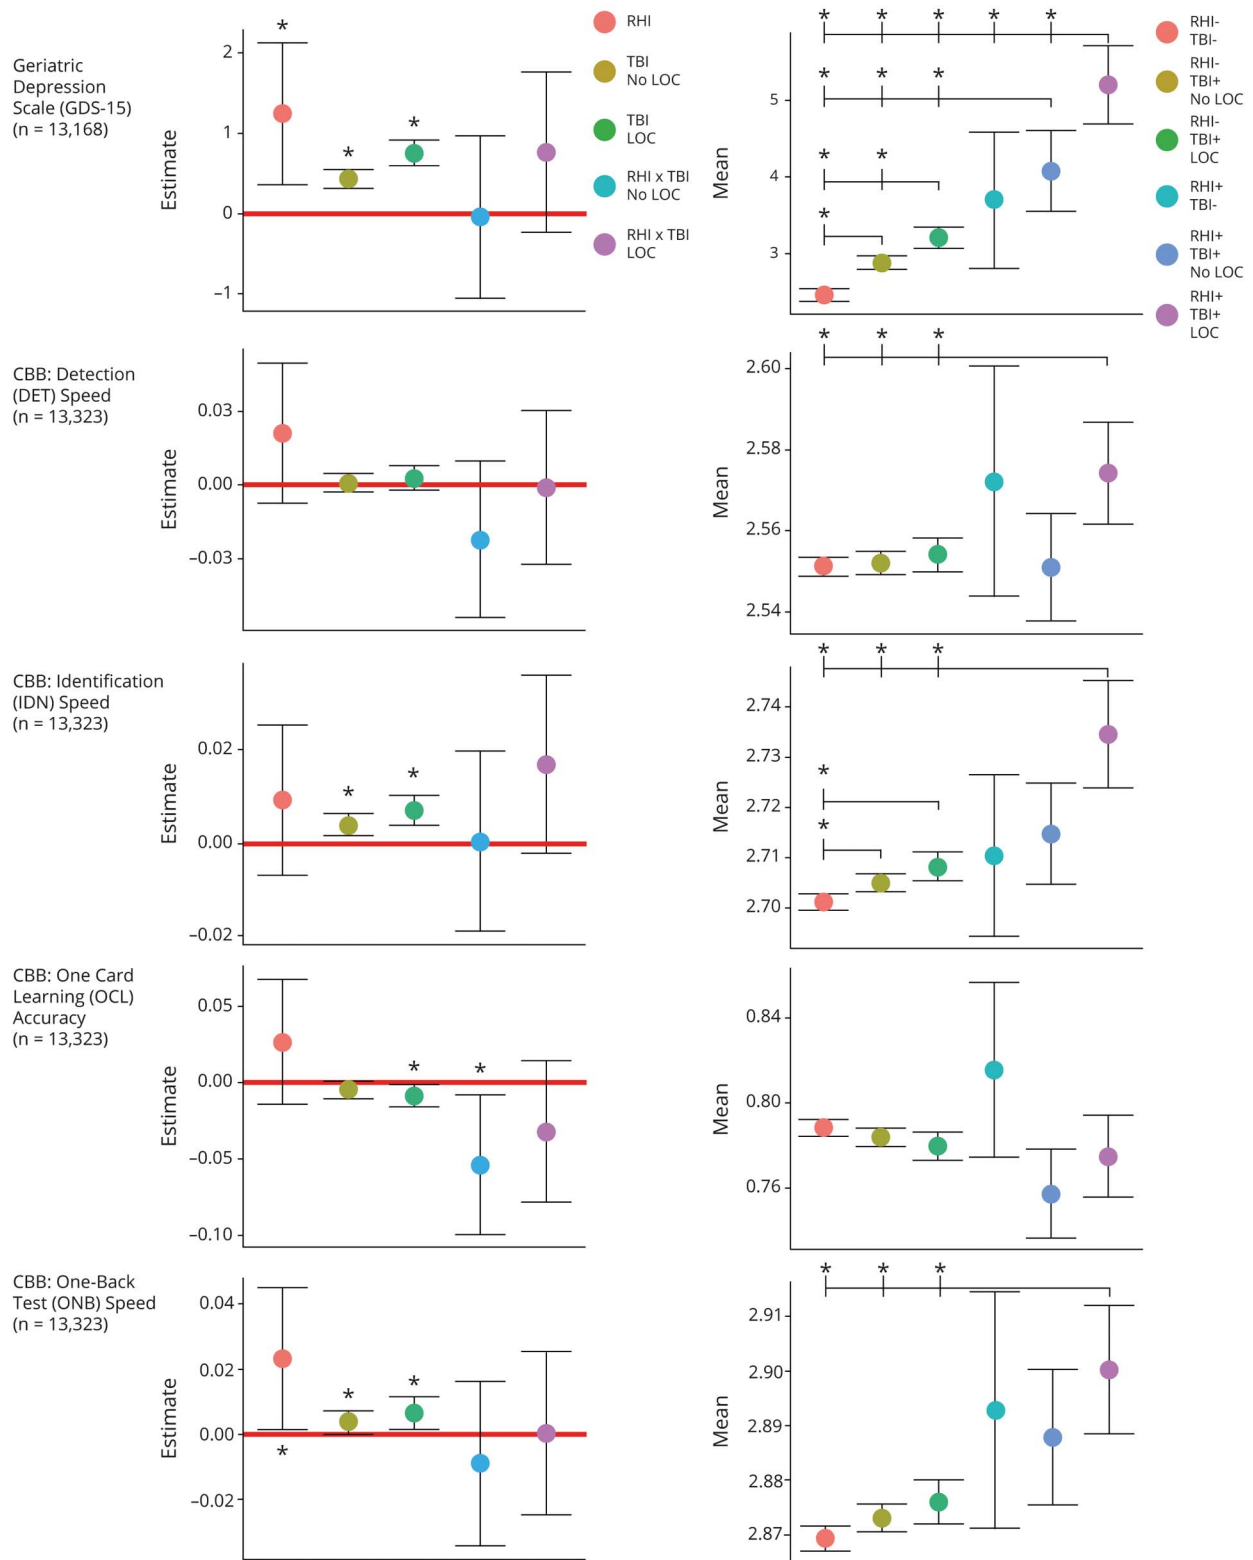 Geriatric
Depression
Scale (GDS-15)
(n = 13,168)
Estimate
2
1
0
−1
*
*
*
RHI
TBI
No LOC
TBI
LOC
RHI x TBI
No LOC
RHI x TBI
LOC
Mean
5
4
3
* * * * *
* * *
* *
*
RHI-
TBI-
RHI-
TBI+
No LOC
RHI-
TBI+
LOC
RHI+
TBI-
RHI+
TBI+
No LOC
RHI+
TBI+
LOC
CBB: Detection
(DET) Speed
(n = 13,323)
Estimate
0.03
0.00
−0.03
Mean
2.60
2.58
2.56
2.54
* * *
CBB: Identification
(IDN) Speed
(n = 13,323)
Estimate
0.02
0.00
−0.02
* *
Mean
2.74
2.73
2.72
2.71
2.70
* * *
*
*
CBB: One Card
Learning (OCL)
Accuracy
(n = 13,323)
Estimate
0.05
0.00
−0.05
−0.10
* *
Mean
0.84
0.80
0.76
CBB: One-Back
Test (ONB) Speed
(n = 13,323)
Estimate
0.04
0.02
0.00
−0.02
* *
*
Mean
2.91
2.90
2.89
2.88
2.87
* * *